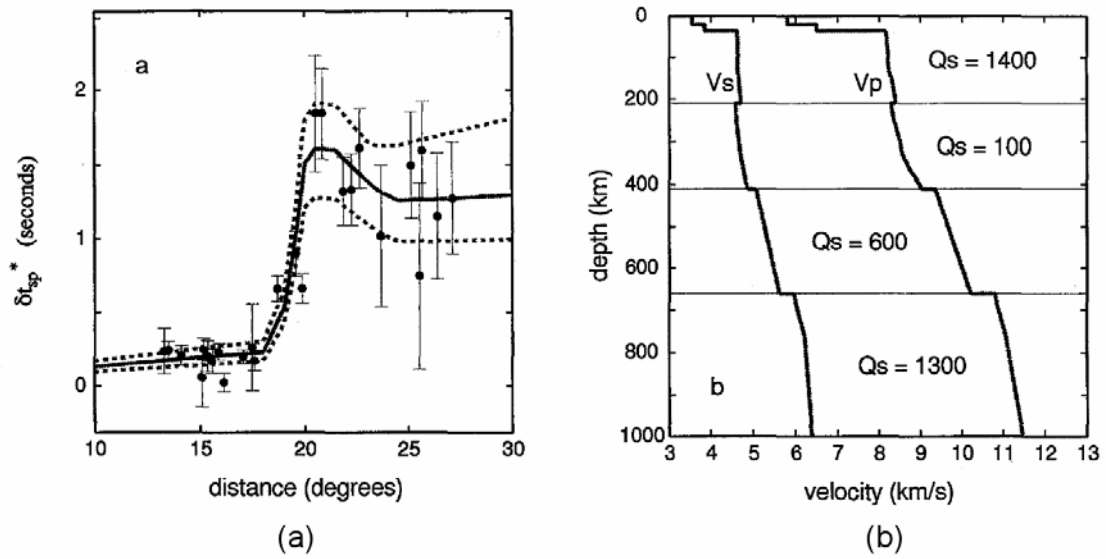 a
2
1
0
δt*sp (seconds)
10 15 20 25 30
distance (degrees)
(a)
0
200
400
600
800
1000
depth (km)
Vs
Vp
Qs = 1400
Qs = 100
Qs = 600
Qs = 1300
b
3 4 5 6 7 8 9 10 11 12 13
velocity (km/s)
(b)